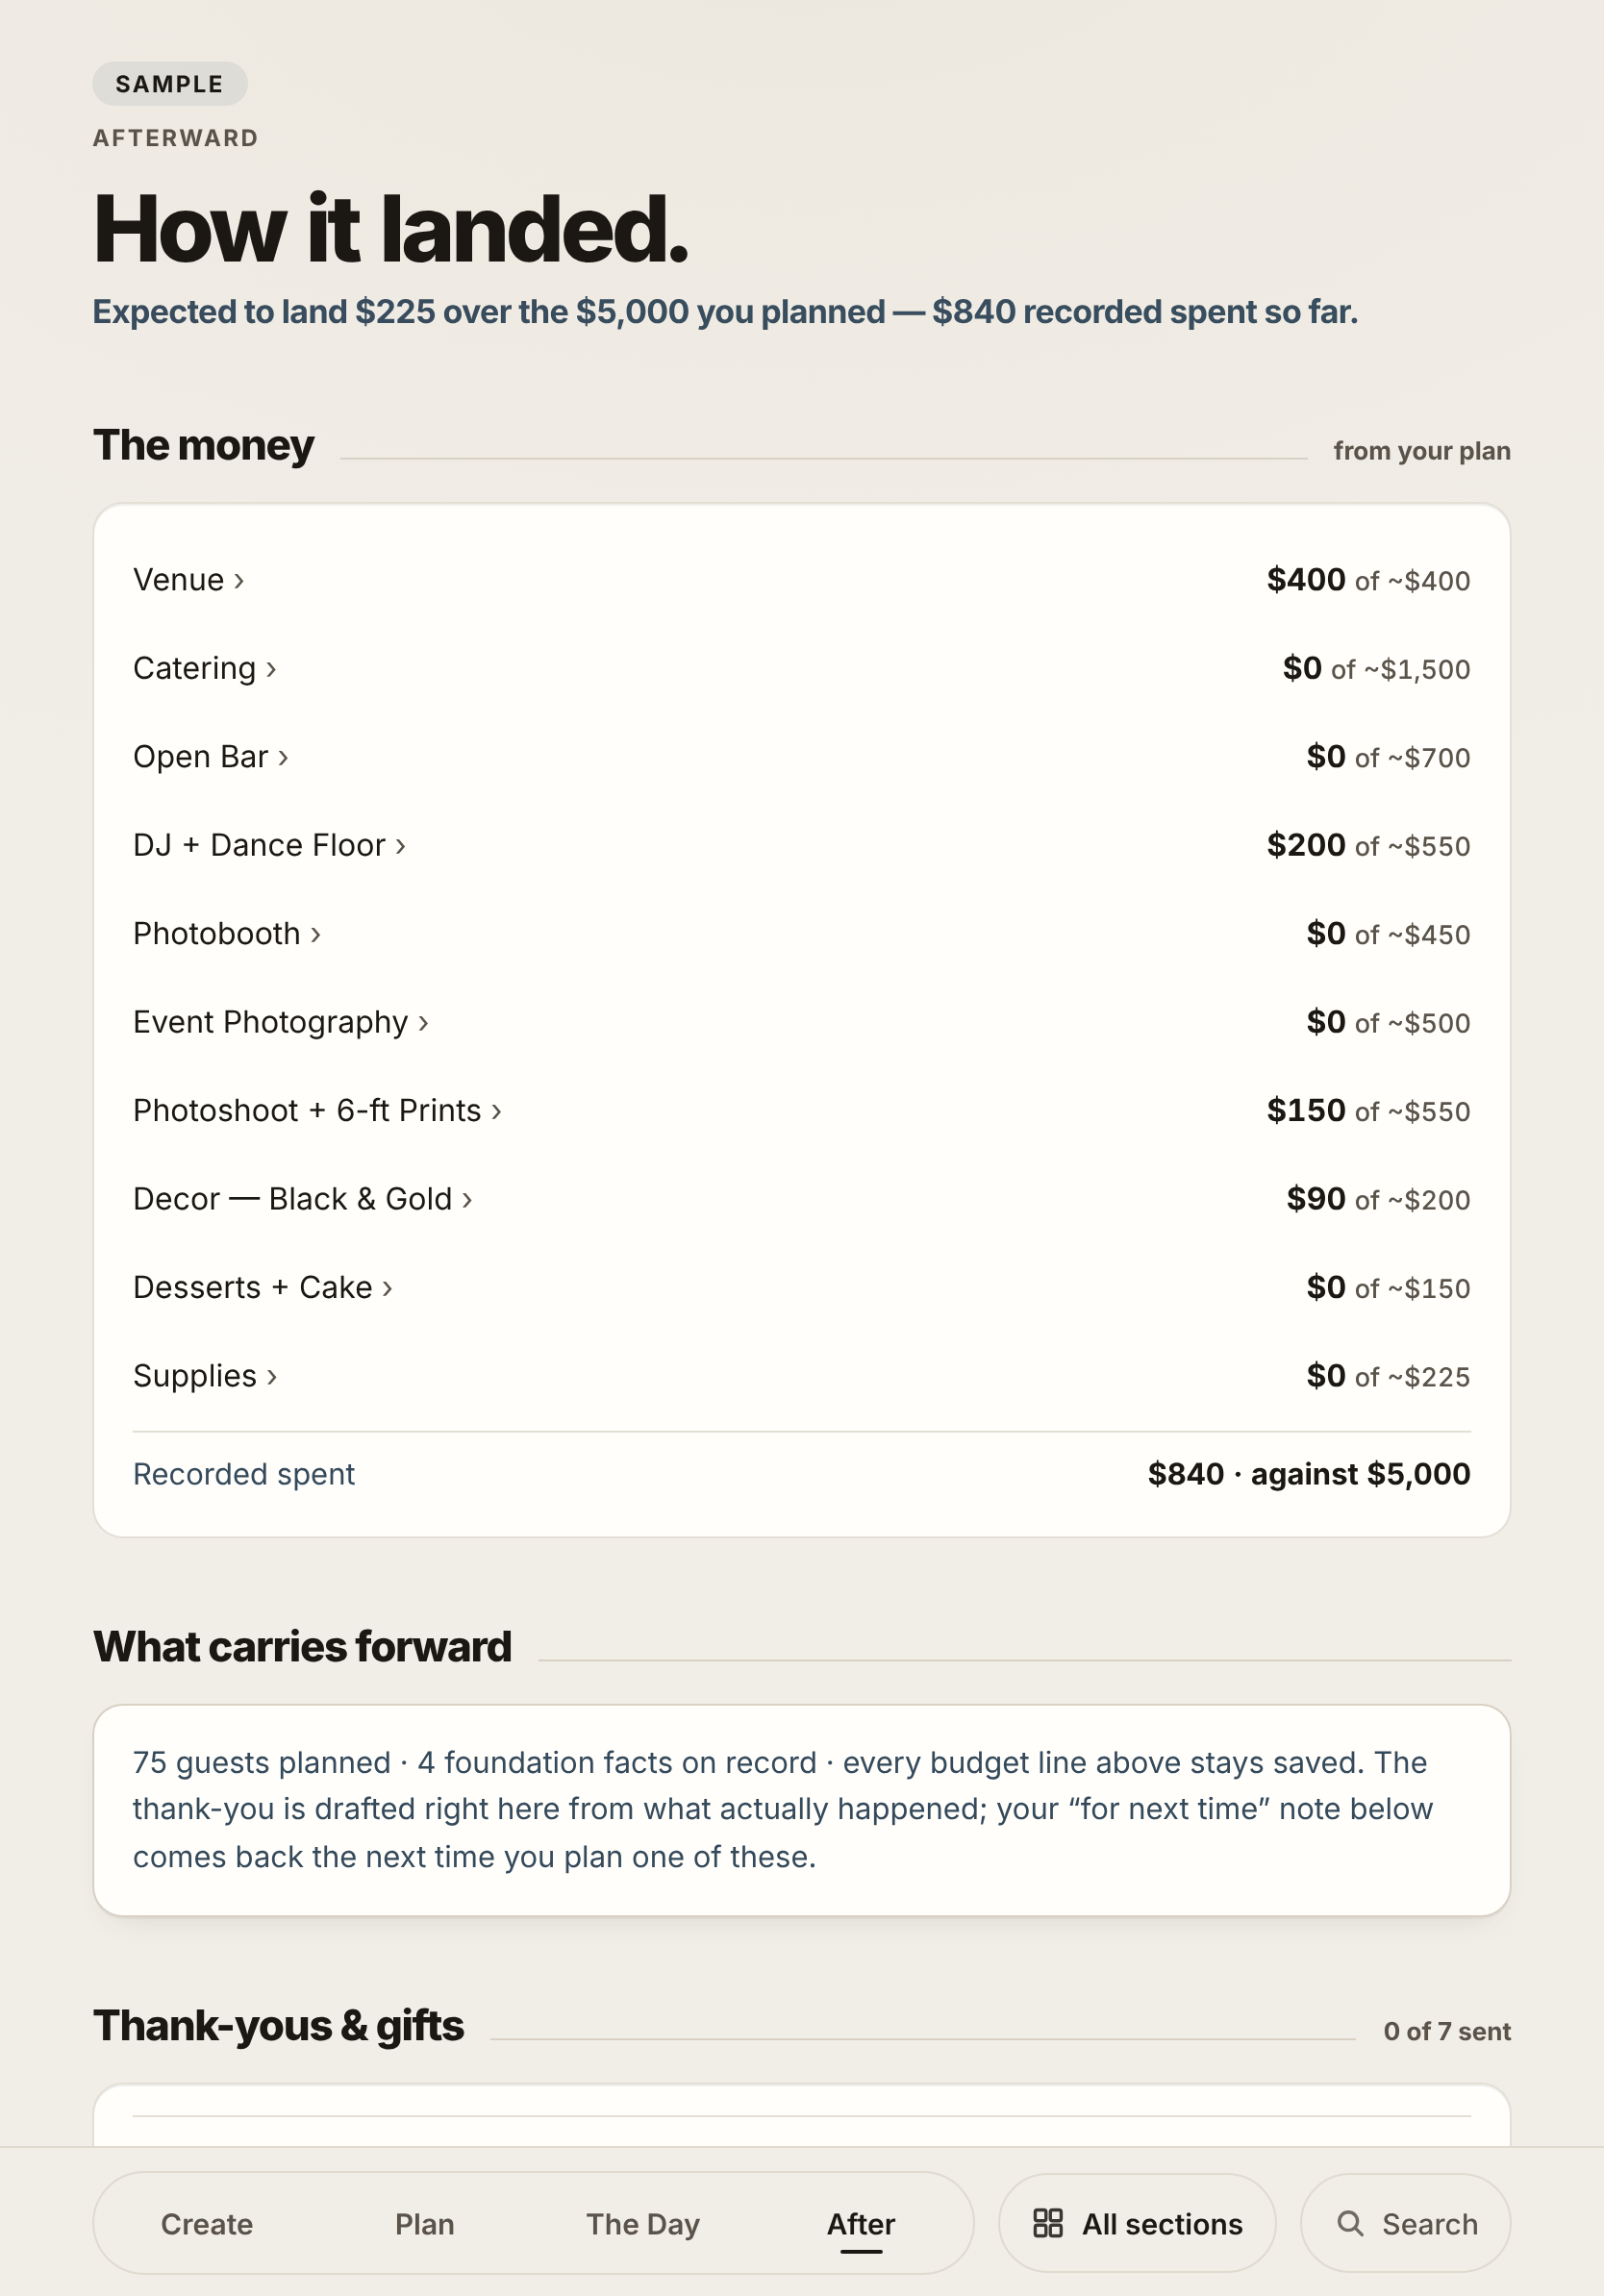 SAMPLE
AFTERWARD
How it landed.
Expected to land $225 over the $5,000 you planned — $840 recorded spent so far.
The money
from your plan
Venue ›
$400 of ~$400
Catering ›
$0 of ~$1,500
Open Bar ›
$0 of ~$700
DJ + Dance Floor ›
$200 of ~$550
Photobooth ›
$0 of ~$450
Event Photography ›
$0 of ~$500
Photoshoot + 6-ft Prints ›
$150 of ~$550
Decor — Black & Gold ›
$90 of ~$200
Desserts + Cake ›
$0 of ~$150
Supplies ›
$0 of ~$225
Recorded spent
$840 · against $5,000
What carries forward
75 guests planned · 4 foundation facts on record · every budget line above stays saved. The
thank-you is drafted right here from what actually happened; your “for next time” note below
comes back the next time you plan one of these.
Thank-yous & gifts
0 of 7 sent
Create
Plan
The Day
After
All sections
Search